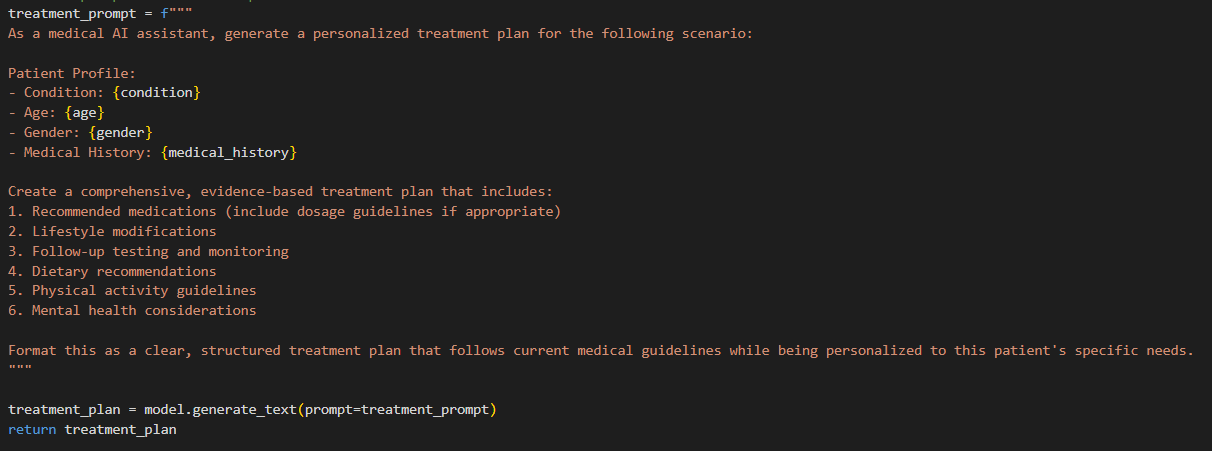 treatment_prompt = f"""
As a medical AI assistant, generate a personalized treatment plan for the following scenario:
Patient Profile:
- Condition: {condition}
- Age: {age}
- Gender: {gender}
- Medical History: {medical_history}
Create a comprehensive, evidence-based treatment plan that includes:
1. Recommended medications (include dosage guidelines if appropriate)
2. Lifestyle modifications
3. Follow-up testing and monitoring
4. Dietary recommendations
5. Physical activity guidelines
6. Mental health considerations
Format this as a clear, structured treatment plan that follows current medical guidelines while being personalized to this patient's specific needs.
"""
treatment_plan = model.generate_text(prompt=treatment_prompt)
return treatment_plan